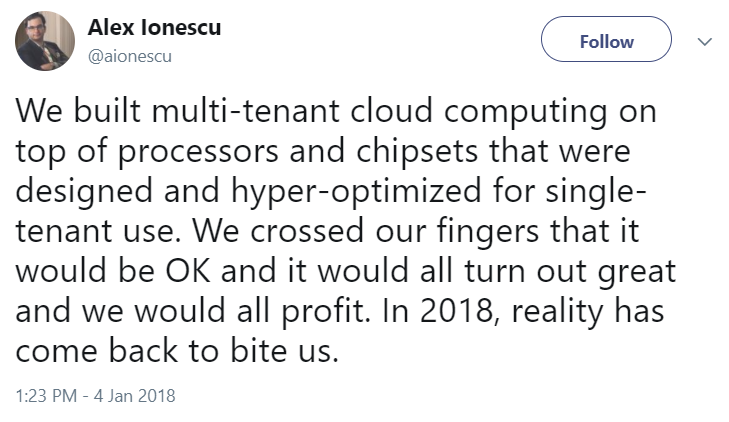 Alex Ionescu
@aionescu
Follow
We built multi-tenant cloud computing on
top of processors and chipsets that were
designed and hyper-optimized for single-
tenant use. We crossed our fingers that it
would be OK and it would all turn out great
and we would all profit. In 2018, reality has
come back to bite us.
1:23 PM - 4 Jan 2018